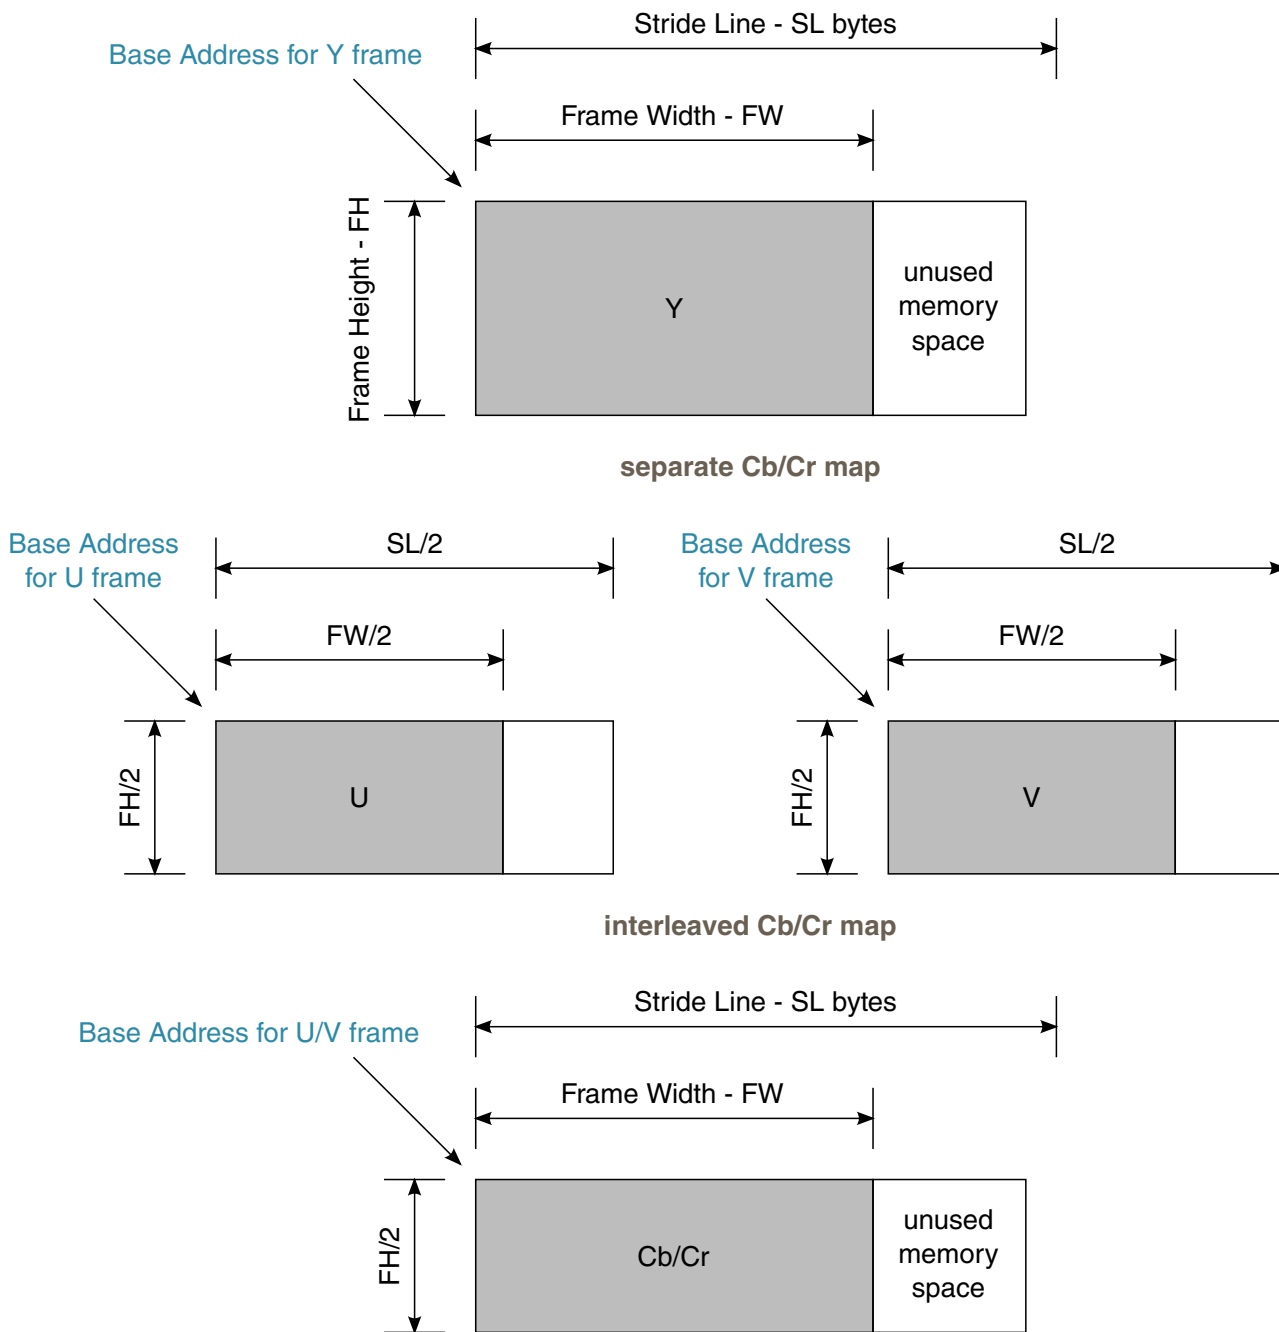 Stride Line - SL bytes
Base Address for Y frame
Frame Width - FW
Frame Height - FH
Y
unused
memory
space
separate Cb/Cr map
Base Address
for U frame
SL/2
FW/2
FH/2
U
Base Address
for V frame
SL/2
FW/2
FH/2
V
interleaved Cb/Cr map
Stride Line - SL bytes
Base Address for U/V frame
Frame Width - FW
FH/2
Cb/Cr
unused
memory
space